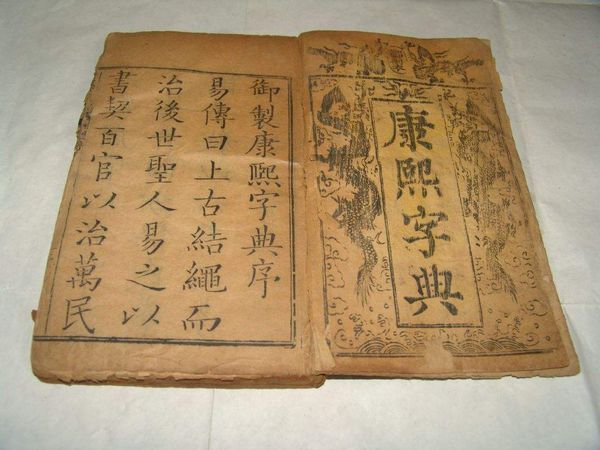 康熙字典
御製康熙字典序
易傳曰上古結繩而
治後世聖人易之以
書契百官以治萬民